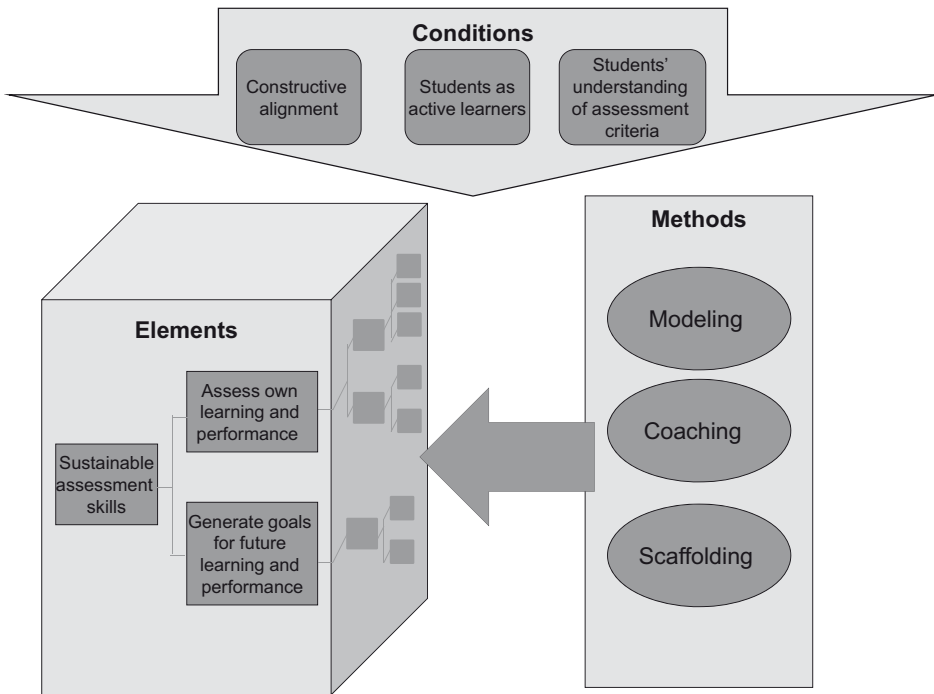 Conditions
Constructive
alignment
Students as
active learners
Students'
understanding
of assessment
criteria
Elements
Sustainable
assessment
skills
Assess own
learning and
performance
Generate goals
for future
learning and
performance
Methods
Modeling
Coaching
Scaffolding